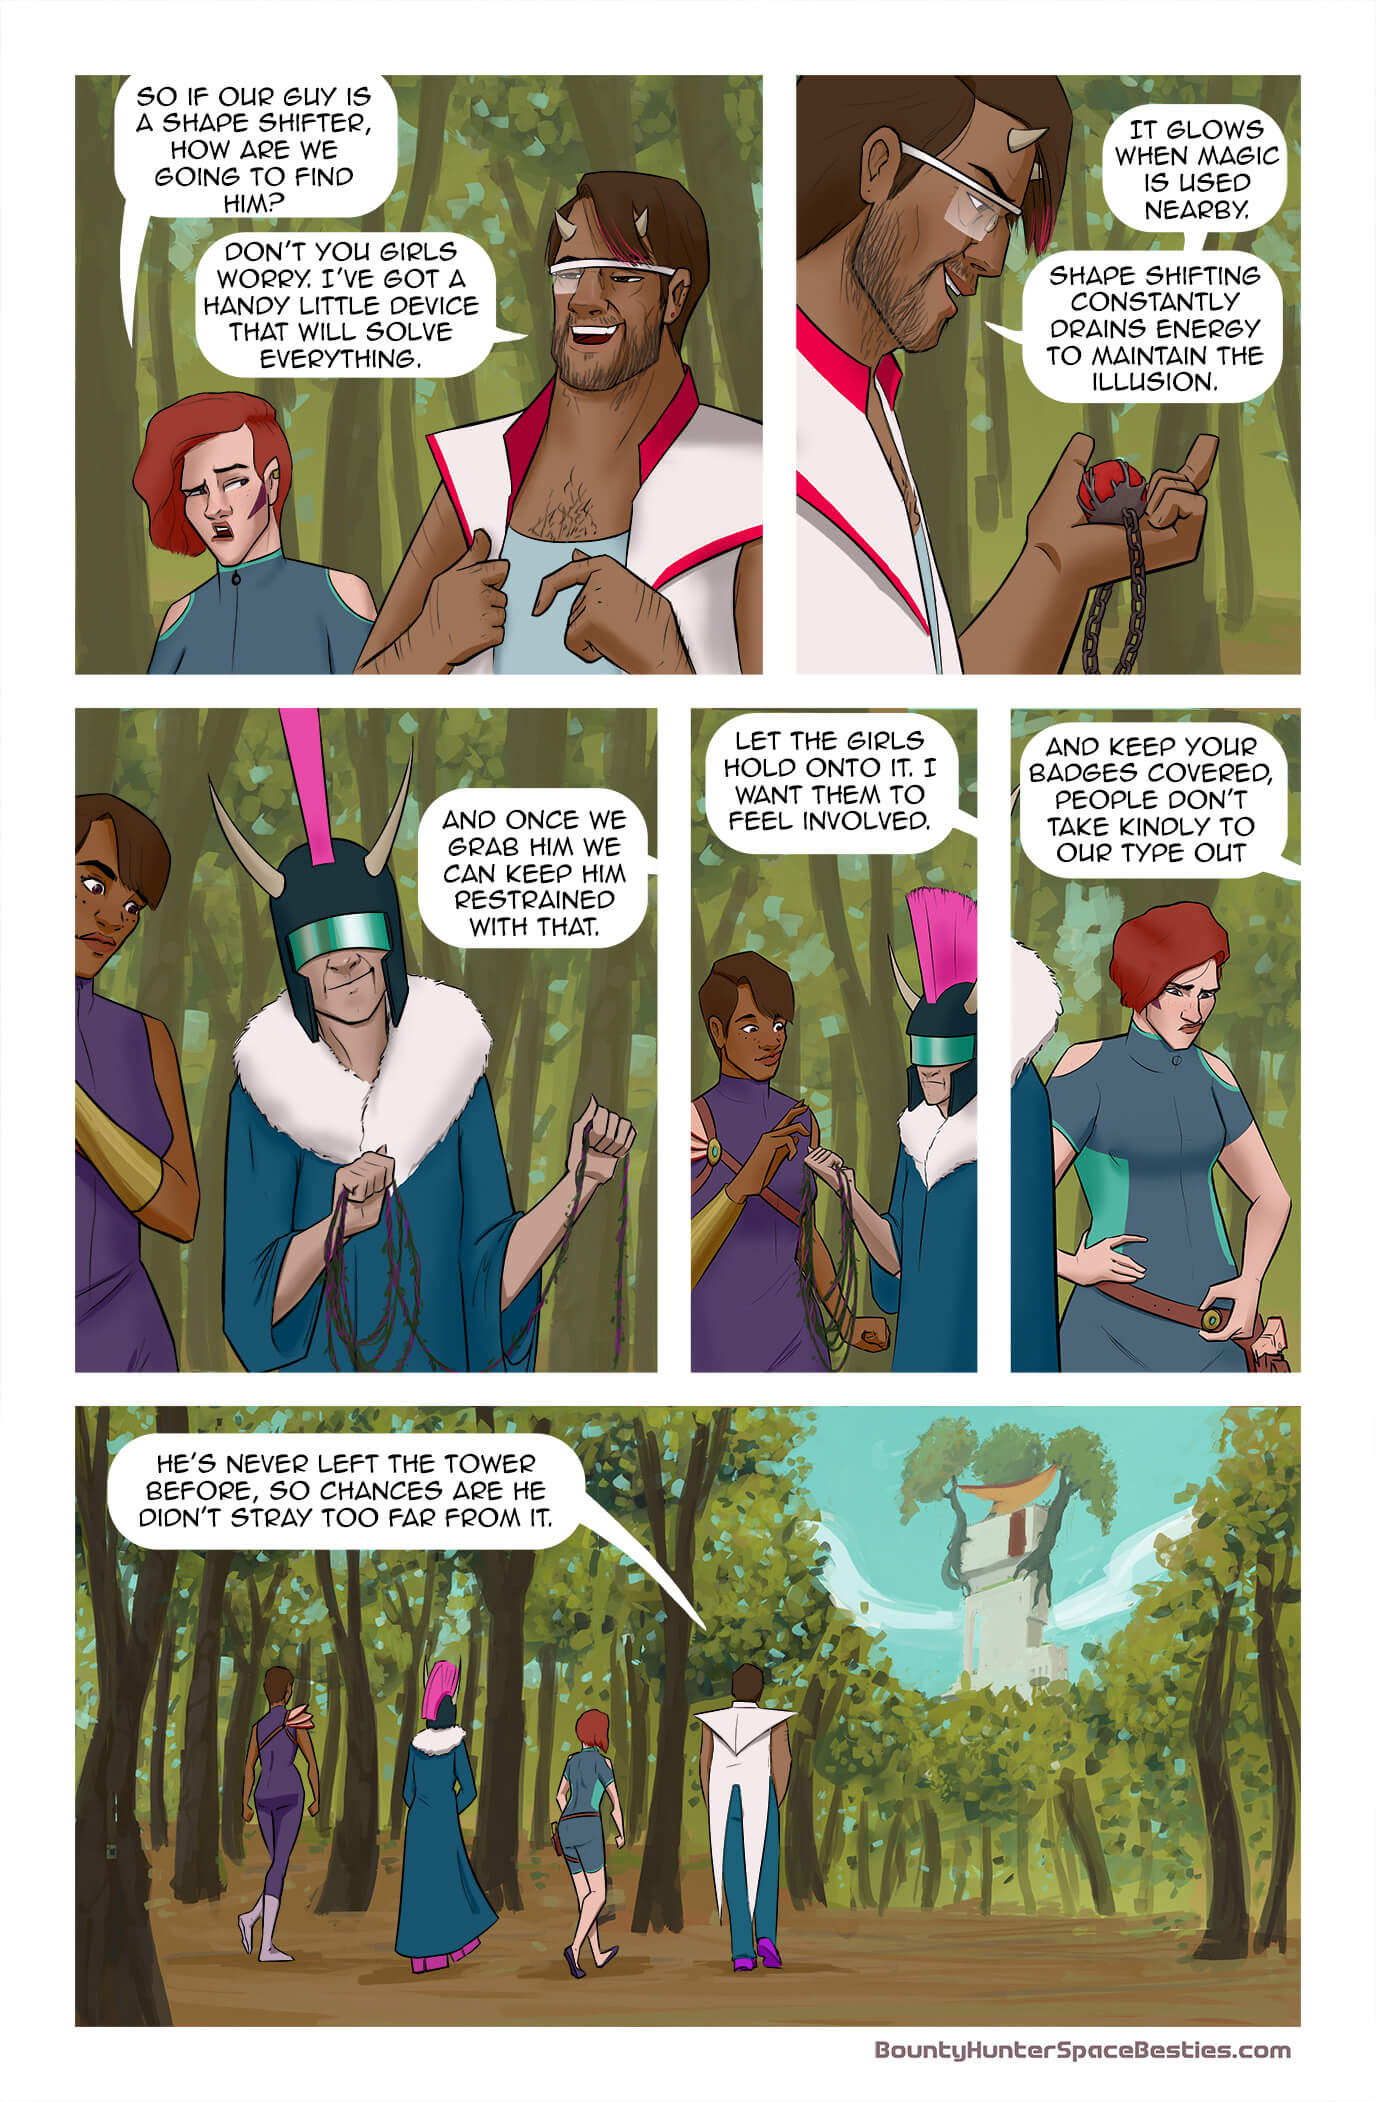 SO IF OUR GUY IS
A SHAPE SHIFTER,
HOW ARE WE
GOING TO FIND
HIM?
DON'T YOU GIRLS
WORRY. I'VE GOT A
HANDY LITTLE DEVICE
THAT WILL SOLVE
EVERYTHING.
IT GLOWS
WHEN MAGIC
IS USED
NEARBY.
SHAPE SHIFTING
CONSTANTLY
DRAINS ENERGY
TO MAINTAIN THE
ILLUSION.
AND ONCE WE
GRAB HIM WE
CAN KEEP HIM
RESTRAINED
WITH THAT.
LET THE GIRLS
HOLD ONTO IT. I
WANT THEM TO
FEEL INVOLVED.
AND KEEP YOUR
BADGES COVERED,
PEOPLE DON'T
TAKE KINDLY TO
OUR TYPE OUT
HE'S NEVER LEFT THE TOWER
BEFORE, SO CHANCES ARE HE
DIDN'T STRAY TOO FAR FROM IT.
BountyHunterSpaceBesties.com